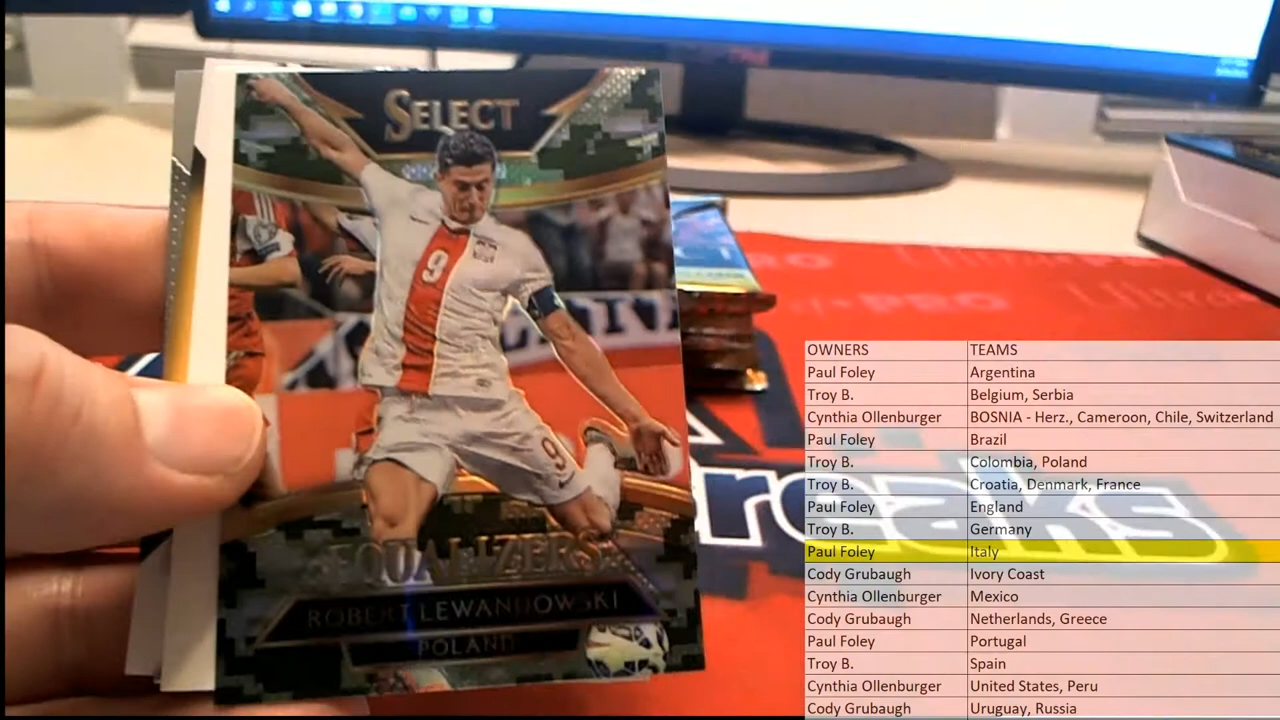 SELECT
9
9
EQUALIZERS
ROBERT LEWANDOWSKI
POLAND
PRO
Breaks
OWNERS TEAMS
Paul Foley Argentina
Troy B. Belgium, Serbia
Cynthia Ollenburger BOSNIA - Herz., Cameroon, Chile, Switzerland
Paul Foley Brazil
Troy B. Colombia, Poland
Troy B. Croatia, Denmark, France
Paul Foley England
Troy B. Germany
Paul Foley Italy
Cody Grubaugh Ivory Coast
Cynthia Ollenburger Mexico
Cody Grubaugh Netherlands, Greece
Paul Foley Portugal
Troy B. Spain
Cynthia Ollenburger United States, Peru
Cody Grubaugh Uruguay, Russia